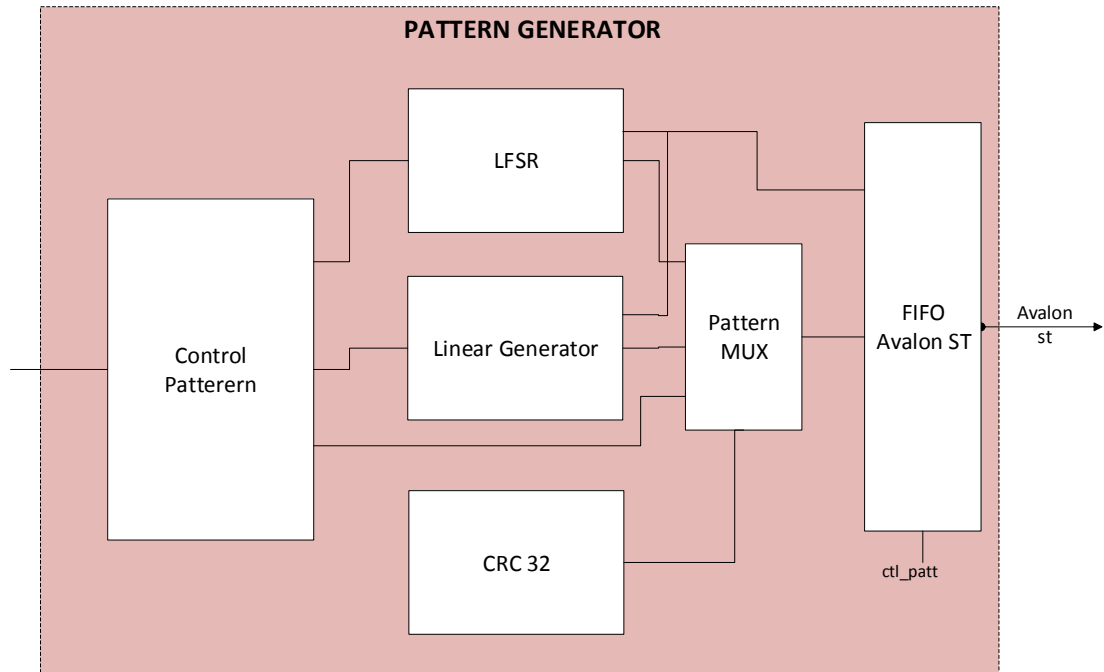 PATTERN GENERATOR
LFSR
Control
Patterern
Linear Generator
Pattern
MUX
FIFO
Avalon ST
Avalon
st
CRC 32
ctl_patt